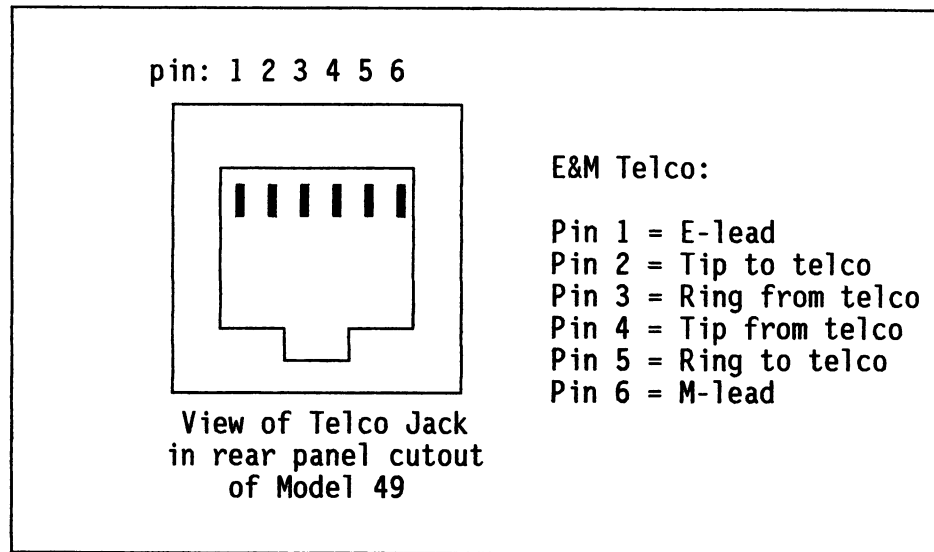 pin: 1 2 3 4 5 6
E&M Telco:
Pin 1 = E-lead
Pin 2 = Tip to telco
Pin 3 = Ring from telco
Pin 4 = Tip from telco
Pin 5 = Ring to telco
Pin 6 = M-lead
View of Telco Jack
in rear panel cutout
of Model 49